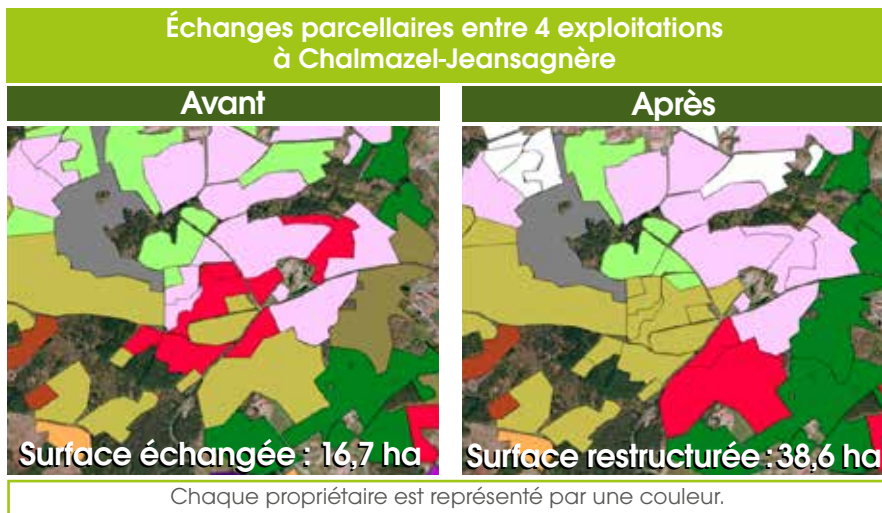 Échanges parcellaires entre 4 exploitations
à Chalmazel-Jeansagnère
Avant
Après
Surface échangée : 16,7 ha
Surface restructurée : 38,6 ha
Chaque propriétaire est représenté par une couleur.